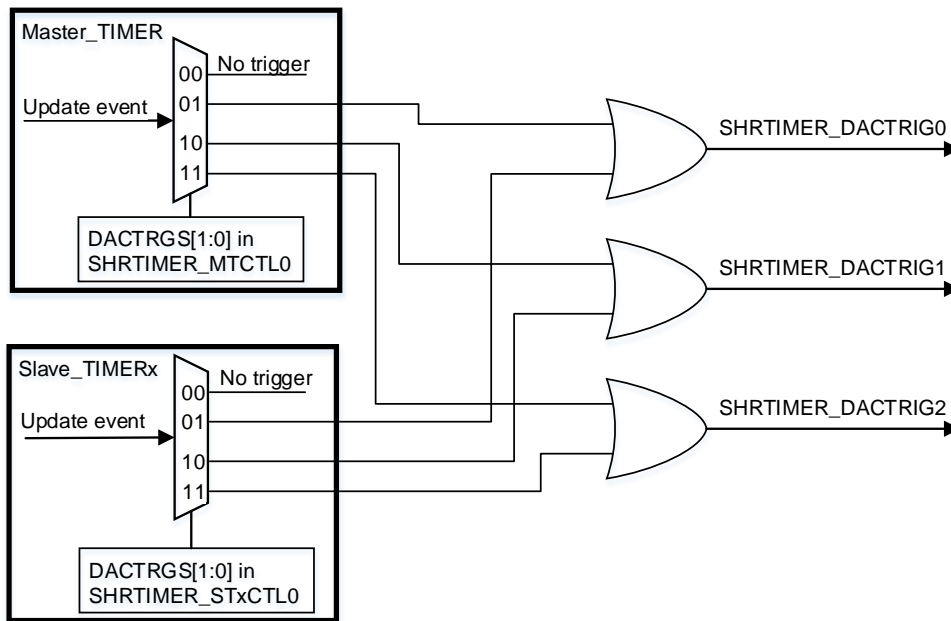 Master_TIMER
No trigger
00
Update event
01
10
11
DACTRGS[1:0] in
SHRTIMER_MTCTL0
SHRTIMER_DACTRIG0
SHRTIMER_DACTRIG1
Slave_TIMERx
No trigger
00
Update event
01
10
11
DACTRGS[1:0] in
SHRTIMER_STxCTL0
SHRTIMER_DACTRIG2